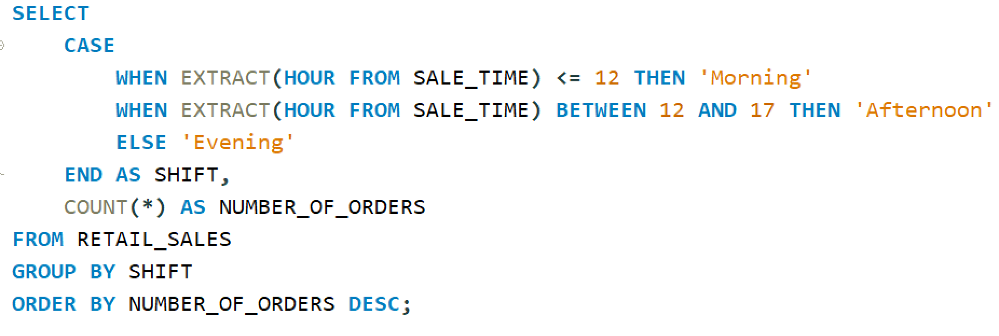 SELECT
CASE
WHEN EXTRACT(HOUR FROM SALE_TIME) <= 12 THEN 'Morning'
WHEN EXTRACT(HOUR FROM SALE_TIME) BETWEEN 12 AND 17 THEN 'Afternoon'
ELSE 'Evening'
END AS SHIFT,
COUNT(*) AS NUMBER_OF_ORDERS
FROM RETAIL_SALES
GROUP BY SHIFT
ORDER BY NUMBER_OF_ORDERS DESC;